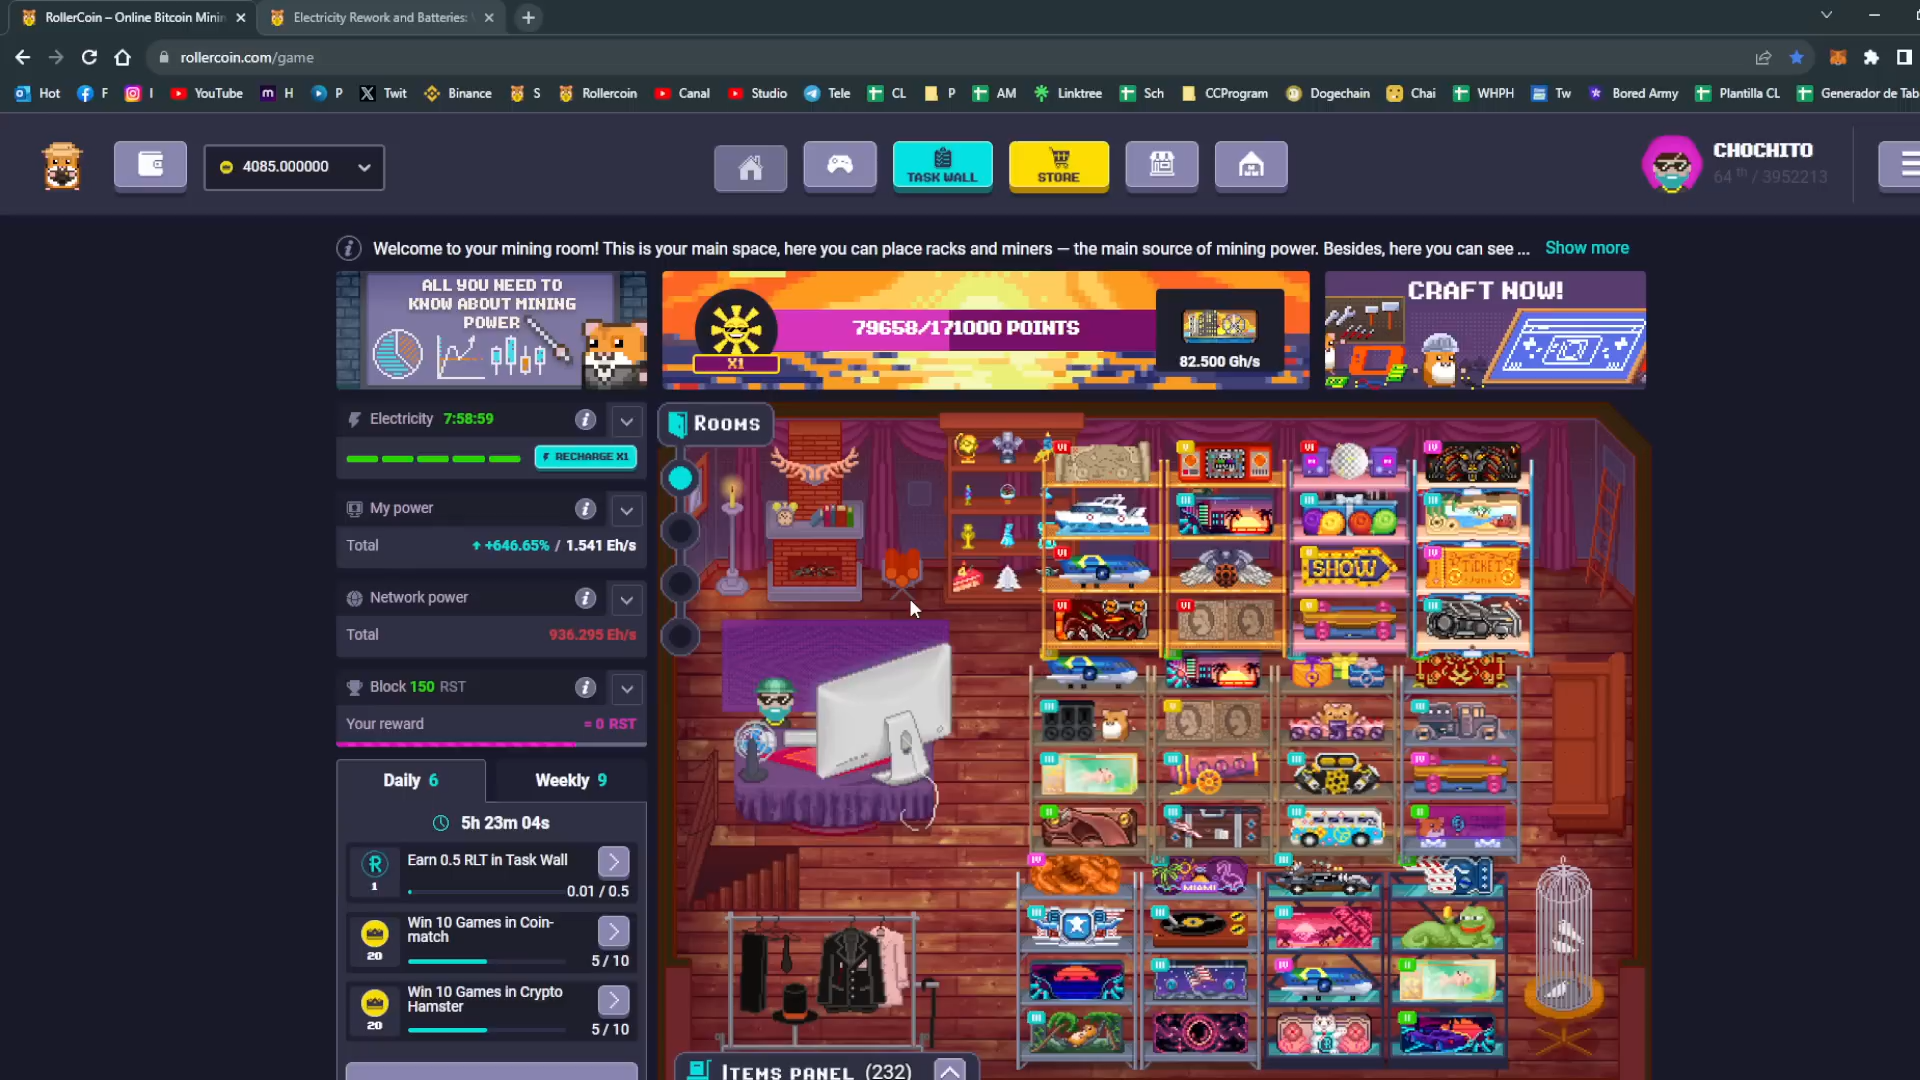 RollerCoin – Online Bitcoin Minin
Electricity Rework and Batteries:
rollercoin.com/game
Hot F I YouTube H P Twit Binance S Rollercoin Canal Studio Tele CL P AM Linktree Sch CCProgram Dogechain Chai WHPH Tw Bored Army Plantilla CL Generador de Tab
4085.000000
TASK WALL
STORE
CHOCHITO
64 th / 3952213
Welcome to your mining room! This is your main space, here you can place racks and miners — the main source of mining power. Besides, here you can see ... Show more
ALL YOU NEED TO
KNOW ABOUT MINING
POWER
79658/171000 POINTS
X1
82.500 Gh/s
CRAFT NOW!
Electricity 7:58:59
RECHARGE X1
My power
Total +646.65% / 1.541 Eh/s
Network power
Total 936.295 Eh/s
Block 150 RST
Your reward = 0 RST
Daily 6
Weekly 9
5h 23m 04s
Earn 0.5 RLT in Task Wall
1
0.01 / 0.5
Win 10 Games in Coin-
match
20
5 / 10
Win 10 Games in Crypto
Hamster
20
5 / 10
ROOMS
SHOW
TICKET
MIAMI
ITEMS PANEL (232)